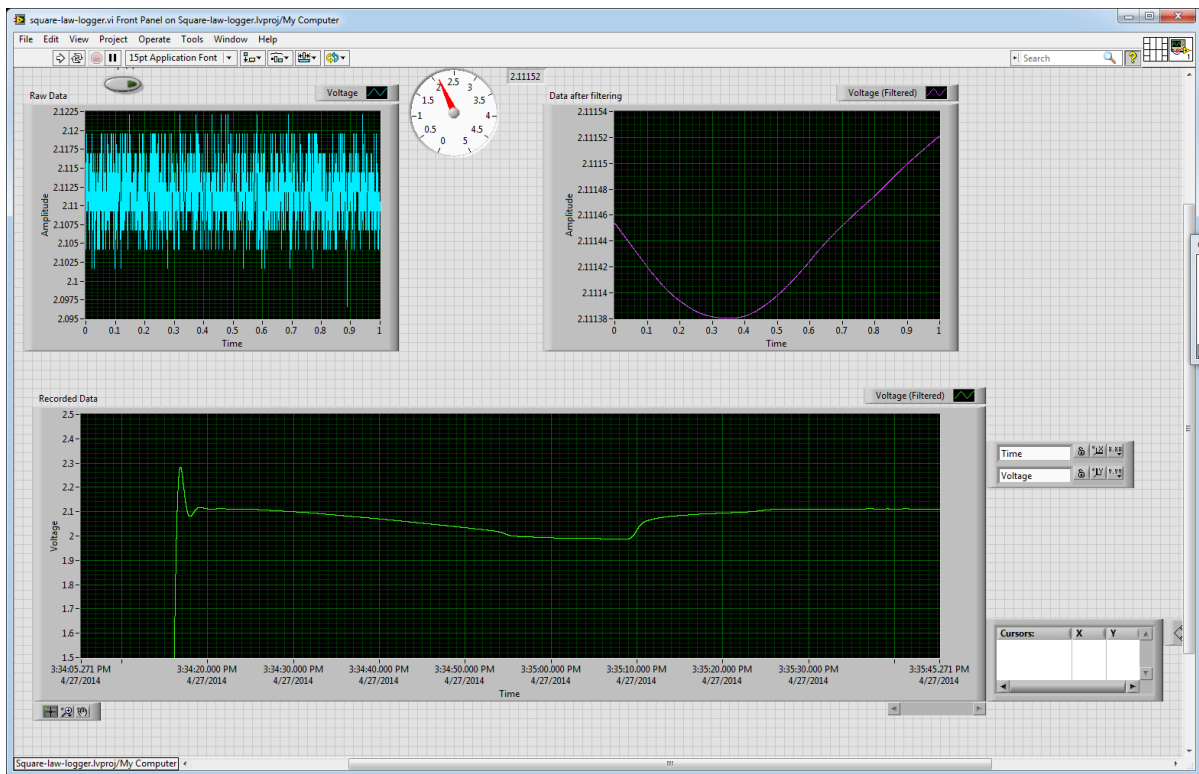 square-law-logger.vi Front Panel on Square-law-logger.lvproj/My Computer
File Edit View Project Operate Tools Window Help
15pt Application Font
Search
Raw Data
Voltage
2.1225
2.12
2.1175
2.115
2.1125
2.11
2.1075
2.105
2.1025
2.1
2.0975
2.095
Amplitude
0 0.1 0.2 0.3 0.4 0.5 0.6 0.7 0.8 0.9 1
Time
2.11152
0 0.5 1 1.5 2 2.5 3 3.5 4 4.5 5
Data after filtering
Voltage (Filtered)
2.11154
2.11152
2.1115
2.11148
2.11146
2.11144
2.11142
2.1114
2.11138
Amplitude
0 0.1 0.2 0.3 0.4 0.5 0.6 0.7 0.8 0.9 1
Time
Recorded Data
Voltage (Filtered)
2.5
2.4
2.3
2.2
2.1
2
1.9
1.8
1.7
1.6
1.5
Voltage
3:34:05.271 PM 3:34:20.000 PM 3:34:30.000 PM 3:34:40.000 PM 3:34:50.000 PM 3:35:00.000 PM 3:35:10.000 PM 3:35:20.000 PM 3:35:30.000 PM 3:35:45.271 PM
4/27/2014 4/27/2014 4/27/2014 4/27/2014 4/27/2014 4/27/2014 4/27/2014 4/27/2014 4/27/2014 4/27/2014
Time
Time
Voltage
Cursors: X Y
Square-law-logger.lvproj/My Computer